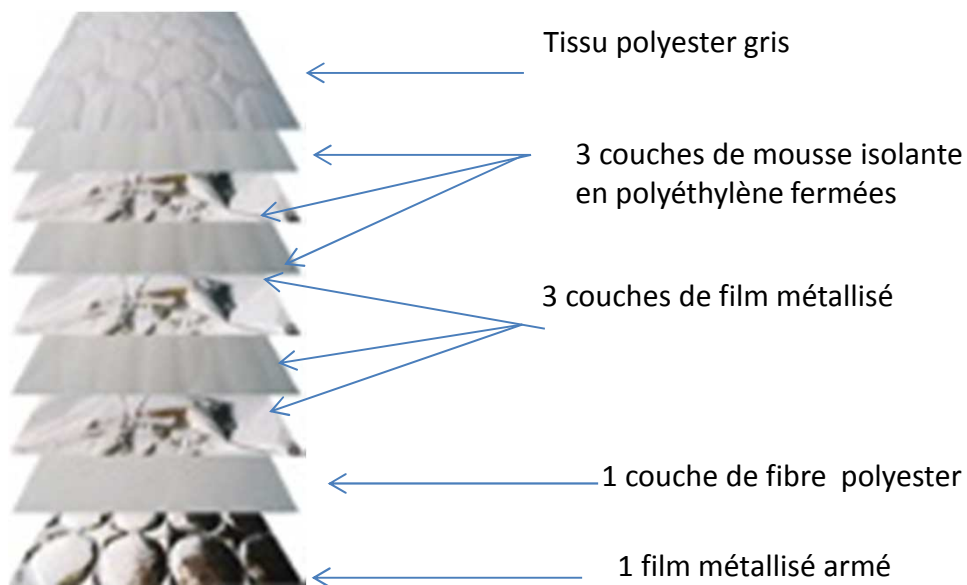 Tissu polyester gris
3 couches de mousse isolante
en polyéthylène fermées
3 couches de film métallisé
1 couche de fibre polyester
1 film métallisé armé